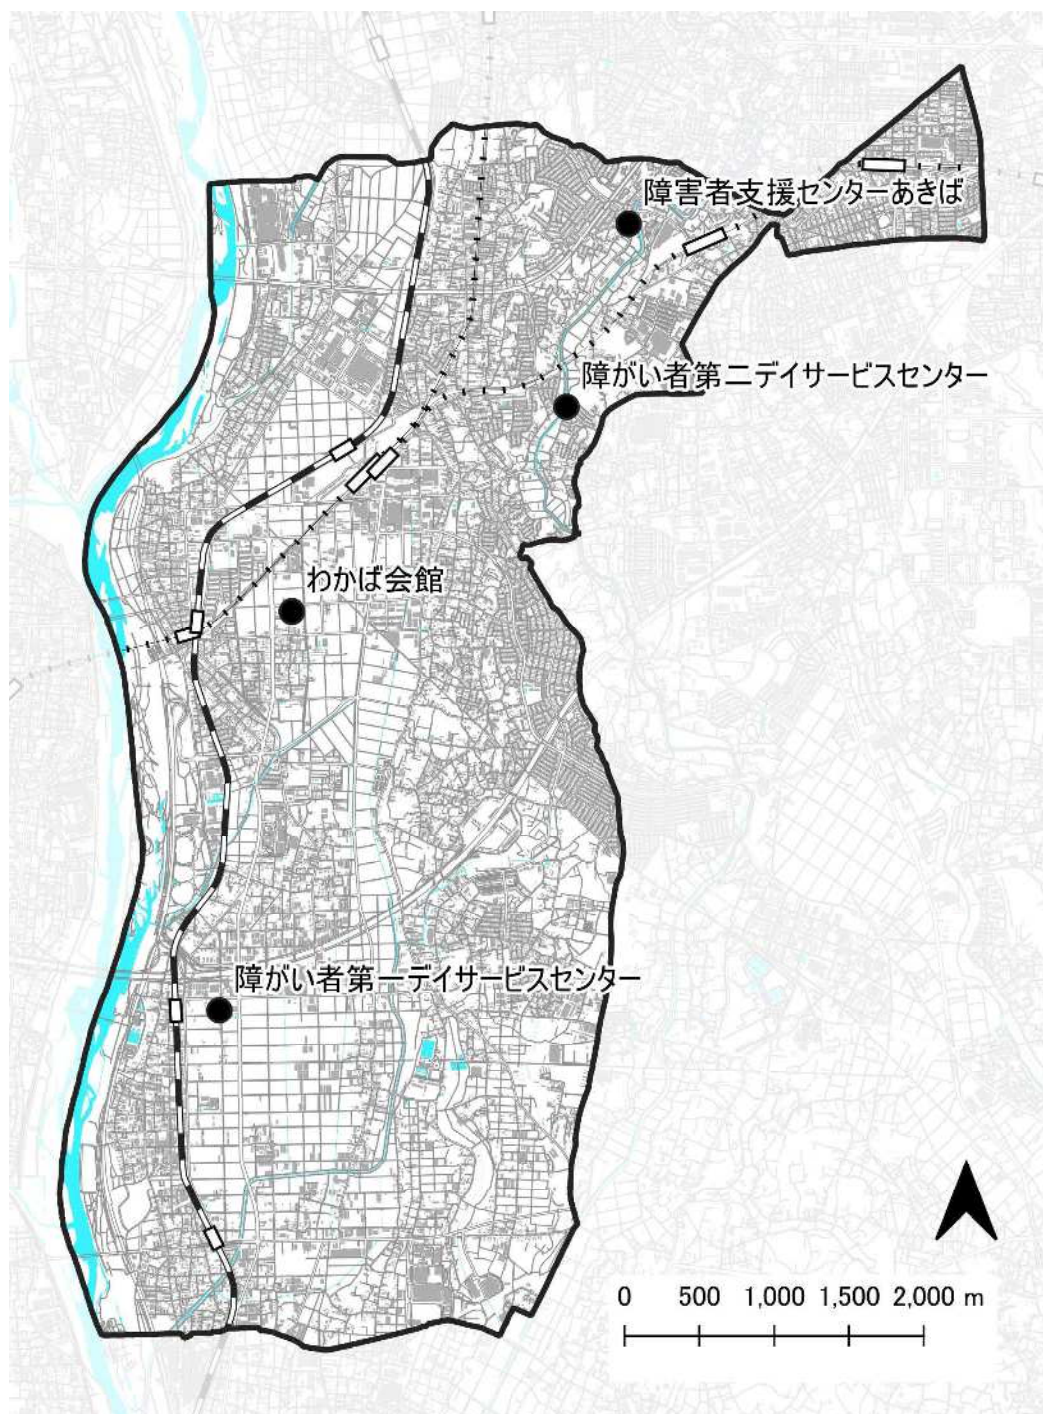 障害者支援センターあきば
障がい者第二デイサービスセンター
わかば会館
障がい者第一デイサービスセンター
0 500 1,000 1,500 2,000 m